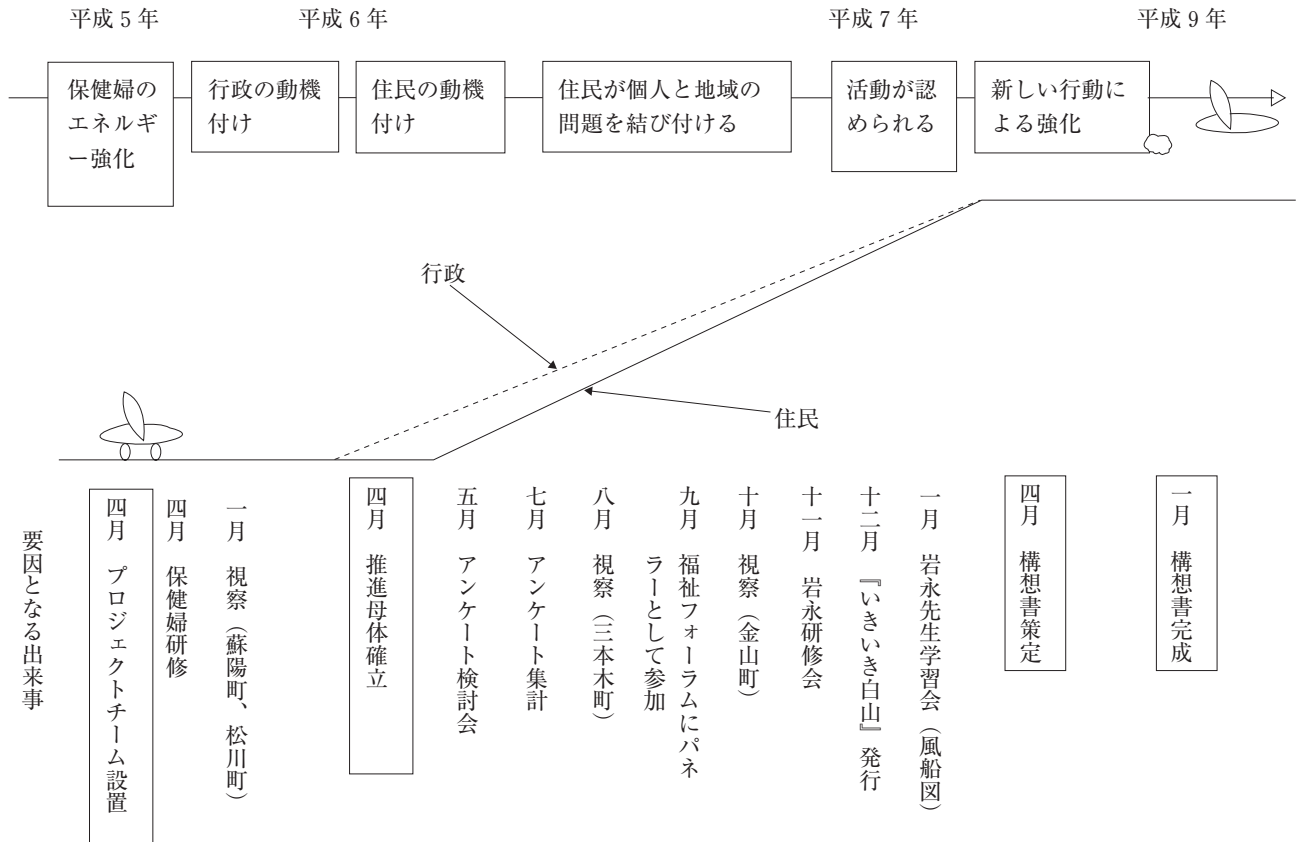 平成 5 年
平成 6 年
平成 7 年
平成 9 年
保健婦の
エネルギ
ー強化
行政の動機
付け
住民の動機
付け
住民が個人と地域の
問題を結び付ける
活動が認
められる
新しい行動に
よる強化
行政
住民
要因となる出来事
四月 プロジェクトチーム設置
四月 保健婦研修
一月 視察（蘇陽町、松川町）
四月 推進母体確立
五月 アンケート検討会
七月 アンケート集計
八月 視察（三本木町）
九月 福祉フォーラムにパネ
ラーとして参加
十月 視察（金山町）
十一月 岩永研修会
十二月 『いきいき白山』発行
一月 岩永先生学習会（風船図）
四月 構想書策定
一月 構想書完成